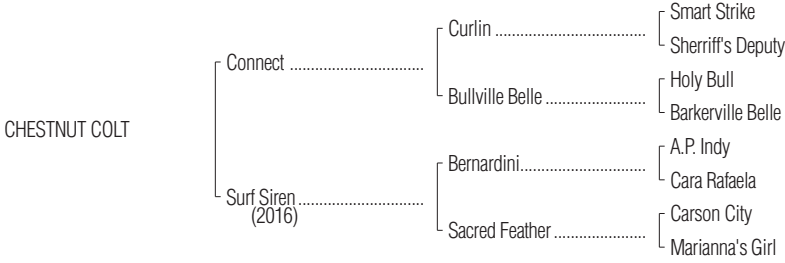 Smart Strike
Curlin ....................................
Sherriff's Deputy
Connect ................................
Holy Bull
Bullville Belle ........................
Barkerville Belle
CHESTNUT COLT
A.P. Indy
Bernardini..............................
Cara Rafaela
Surf Siren..............................
(2016)
Carson City
Sacred Feather ......................
Marianna's Girl